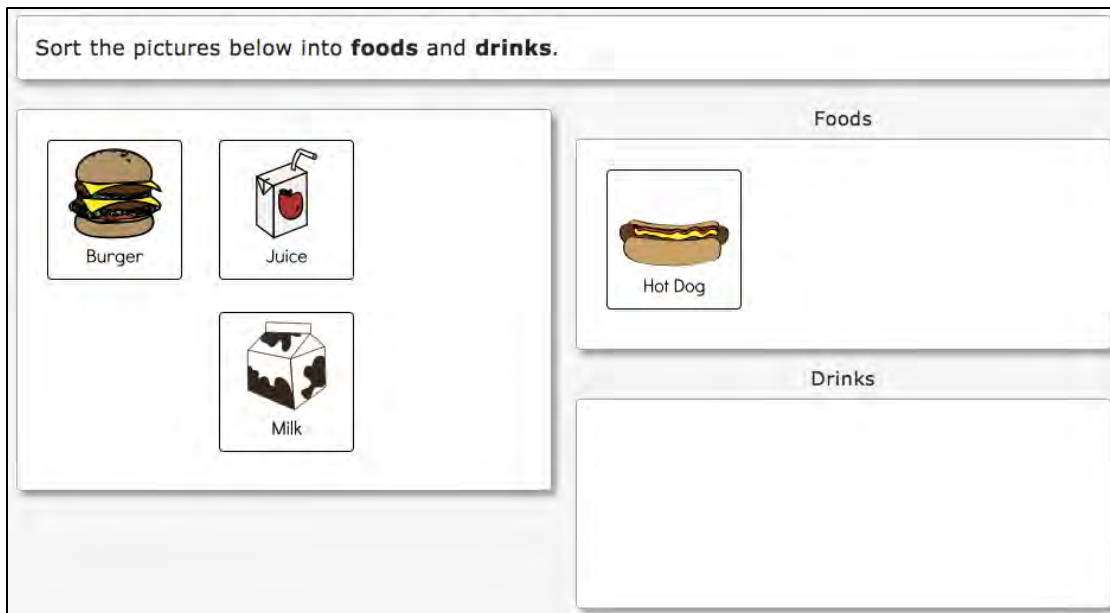 Sort the pictures below into foods and drinks.
Burger
Juice
Milk
Foods
Hot Dog
Drinks